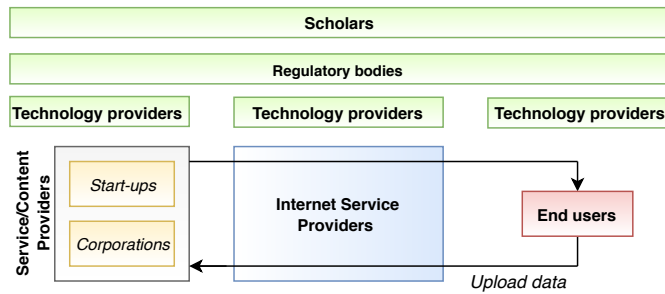 Scholars
Regulatory bodies
Technology providers
Technology providers
Technology providers
Service/Content
Providers
Start-ups
Corporations
Internet Service
Providers
End users
Upload data